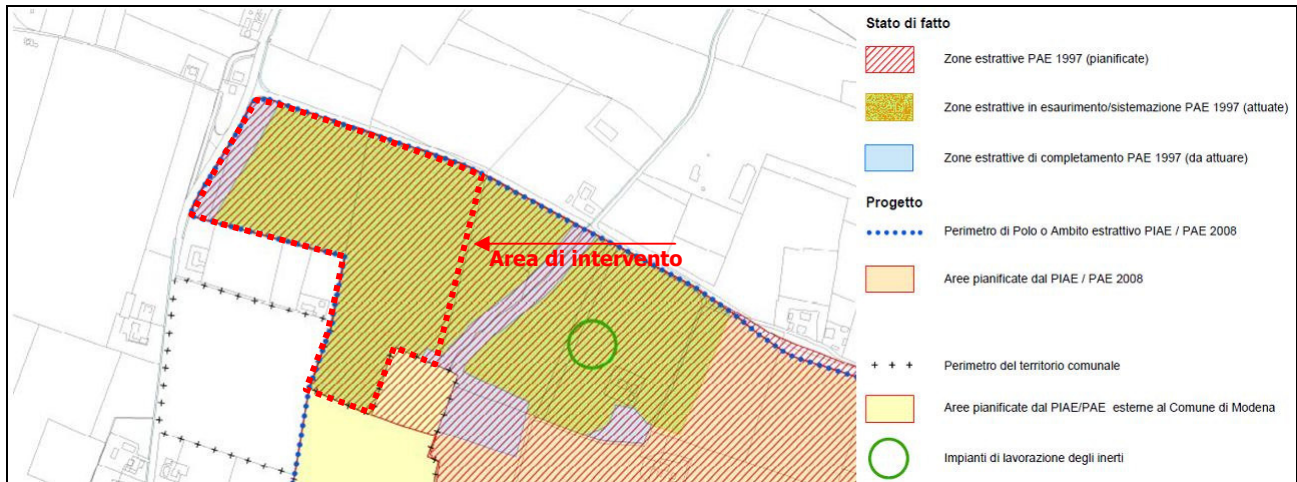 Stato di fatto
Zone estrattive PAE 1997 (pianificate)
Zone estrattive in esaurimento/sistemazione PAE 1997 (attuate)
Zone estrattive di completamento PAE 1997 (da attuare)
Progetto
Perimetro di Polo o Ambito estrattivo PIAE / PAE 2008
Area di intervento
Aree pianificate dal PIAE / PAE 2008
Perimetro del territorio comunale
Aree pianificate dal PIAE/PAE esterne al Comune di Modena
Impianti di lavorazione degli inerti